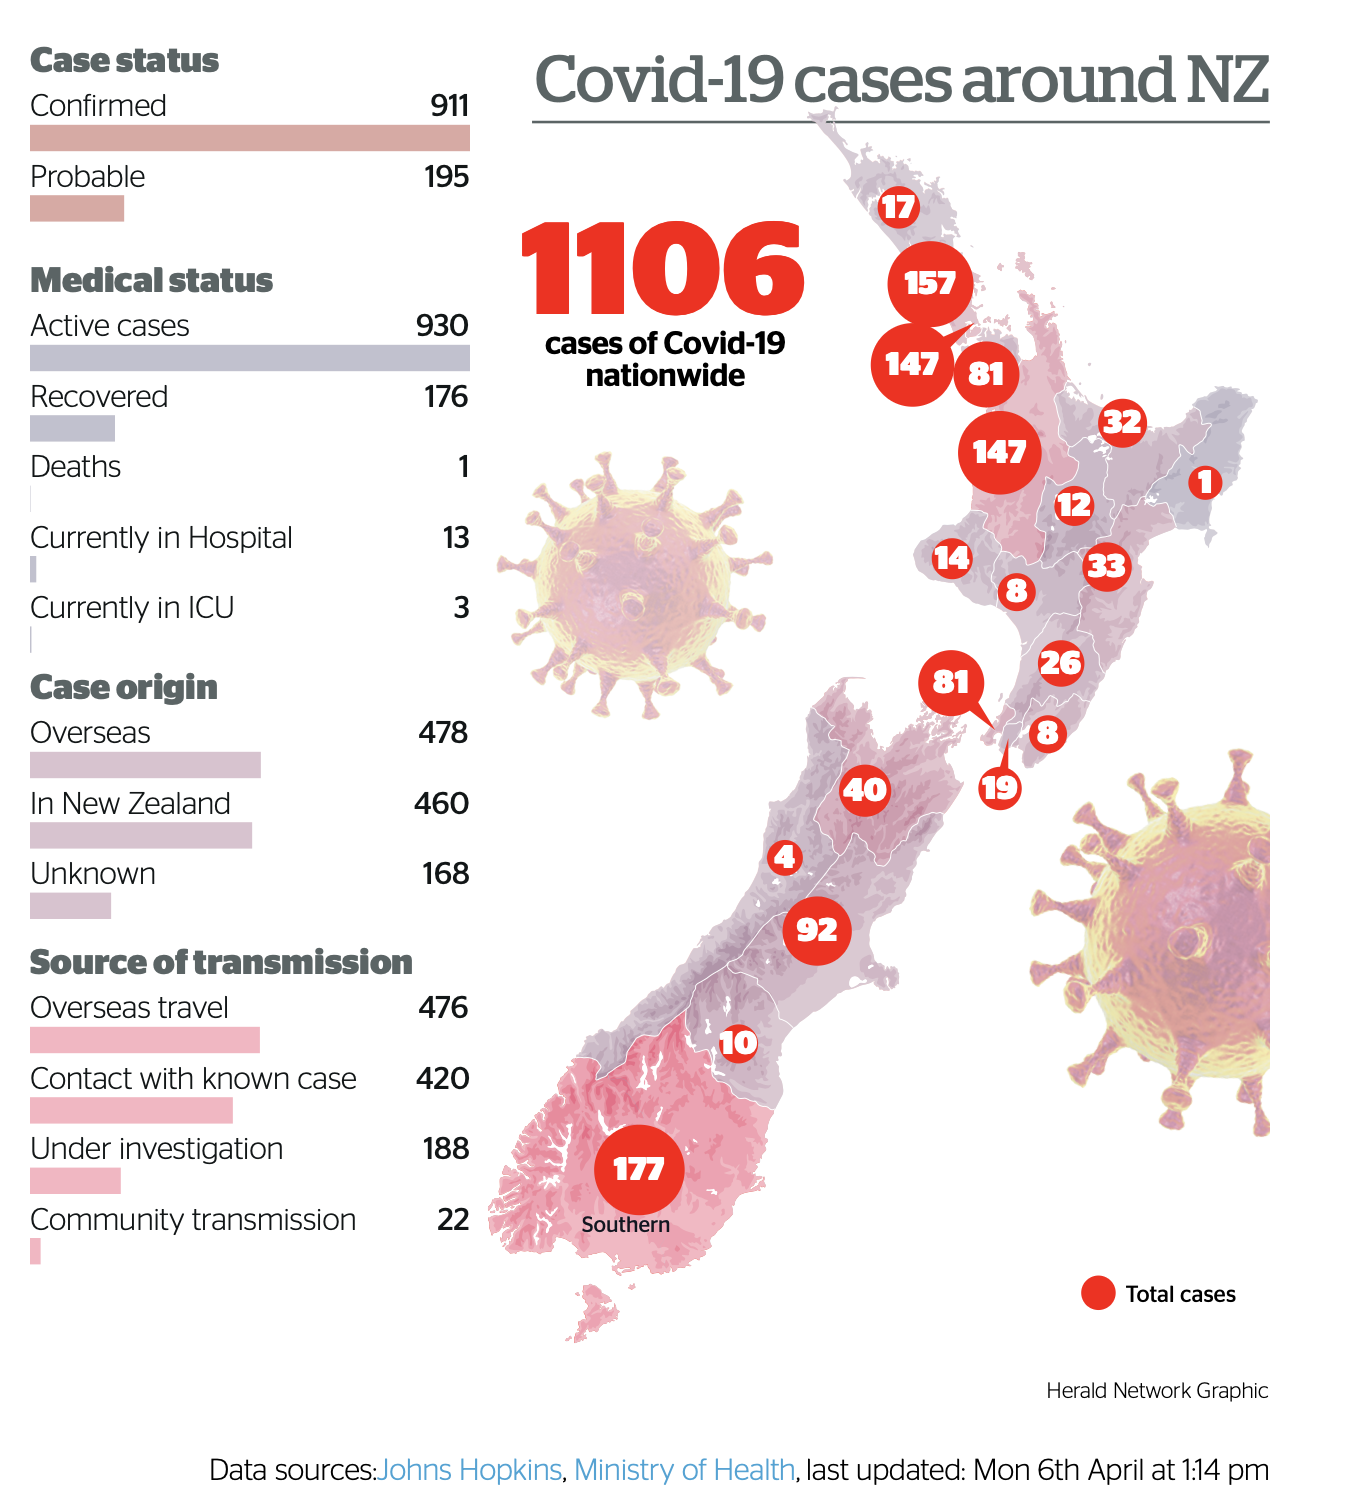 Case status
Confirmed 911
Probable 195
Medical status
Active cases 930
Recovered 176
Deaths 1
Currently in Hospital 13
Currently in ICU 3
Case origin
Overseas 478
In New Zealand 460
Unknown 168
Source of transmission
Overseas travel 476
Contact with known case 420
Under investigation 188
Community transmission 22
Covid-19 cases around NZ
1106
cases of Covid-19
nationwide
17
157
147
81
32
147
1
12
14
33
8
26
81
8
19
40
4
92
10
177
Southern
Total cases
Herald Network Graphic
Data sources:Johns Hopkins, Ministry of Health, last updated: Mon 6th April at 1:14 pm